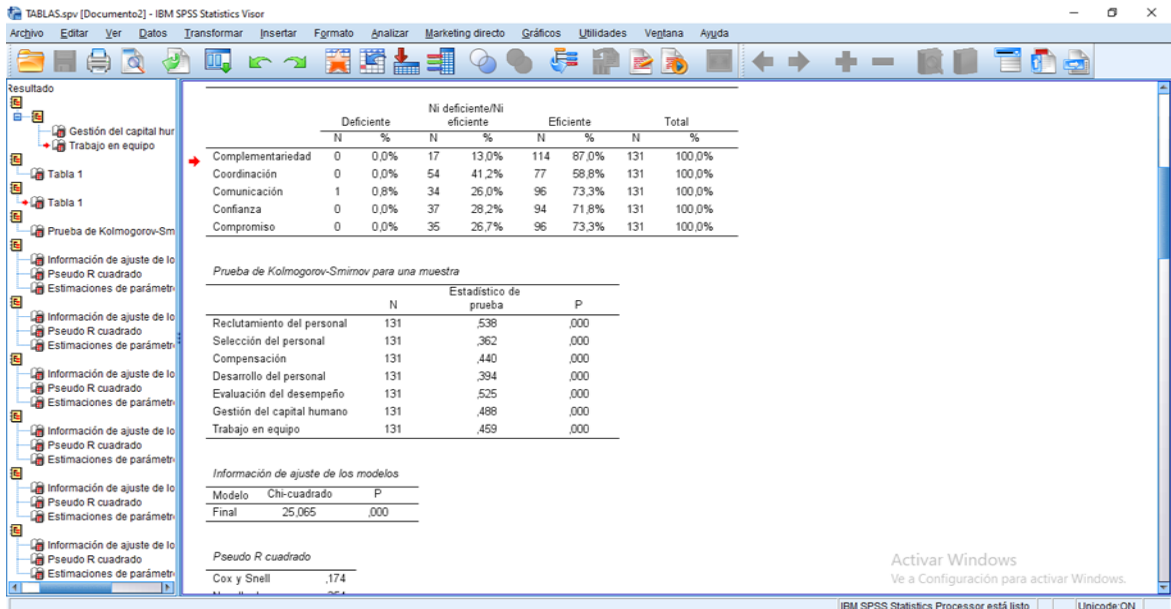 TABLAS.spv [Documento2] - IBM SPSS Statistics Visor
Archivo Editar Ver Datos Transformar Insertar Formato Analizar Marketing directo Gráficos Utilidades Ventana Ayuda
Resultado
Gestión del capital hur
Trabajo en equipo
Tabla 1
Tabla 1
Prueba de Kolmogorov-Sm
Información de ajuste de lo
Pseudo R cuadrado
Estimaciones de parámetr
Información de ajuste de lo
Pseudo R cuadrado
Estimaciones de parámetr
Información de ajuste de lo
Pseudo R cuadrado
Estimaciones de parámetr
Información de ajuste de lo
Pseudo R cuadrado
Estimaciones de parámetr
Información de ajuste de lo
Pseudo R cuadrado
Estimaciones de parámetr
Información de ajuste de lo
Pseudo R cuadrado
Estimaciones de parámetr
Deficiente Ni deficiente/Ni eficiente Eficiente Total
N % N % N % N %
Complementariedad 0 0,0% 17 13,0% 114 87,0% 131 100,0%
Coordinación 0 0,0% 54 41,2% 77 58,8% 131 100,0%
Comunicación 1 0,8% 34 26,0% 96 73,3% 131 100,0%
Confianza 0 0,0% 37 28,2% 94 71,8% 131 100,0%
Compromiso 0 0,0% 35 26,7% 96 73,3% 131 100,0%
Prueba de Kolmogorov-Smirnov para una muestra
N Estadístico de prueba P
Reclutamiento del personal 131 ,538 ,000
Selección del personal 131 ,362 ,000
Compensación 131 ,440 ,000
Desarrollo del personal 131 ,394 ,000
Evaluación del desempeño 131 ,525 ,000
Gestión del capital humano 131 ,488 ,000
Trabajo en equipo 131 ,459 ,000
Información de ajuste de los modelos
Modelo Chi-cuadrado P
Final 25,065 ,000
Pseudo R cuadrado
Cox y Snell ,174
Activar Windows
Ve a Configuración para activar Windows.
IBM SPSS Statistics Processor está listo Unicode:ON